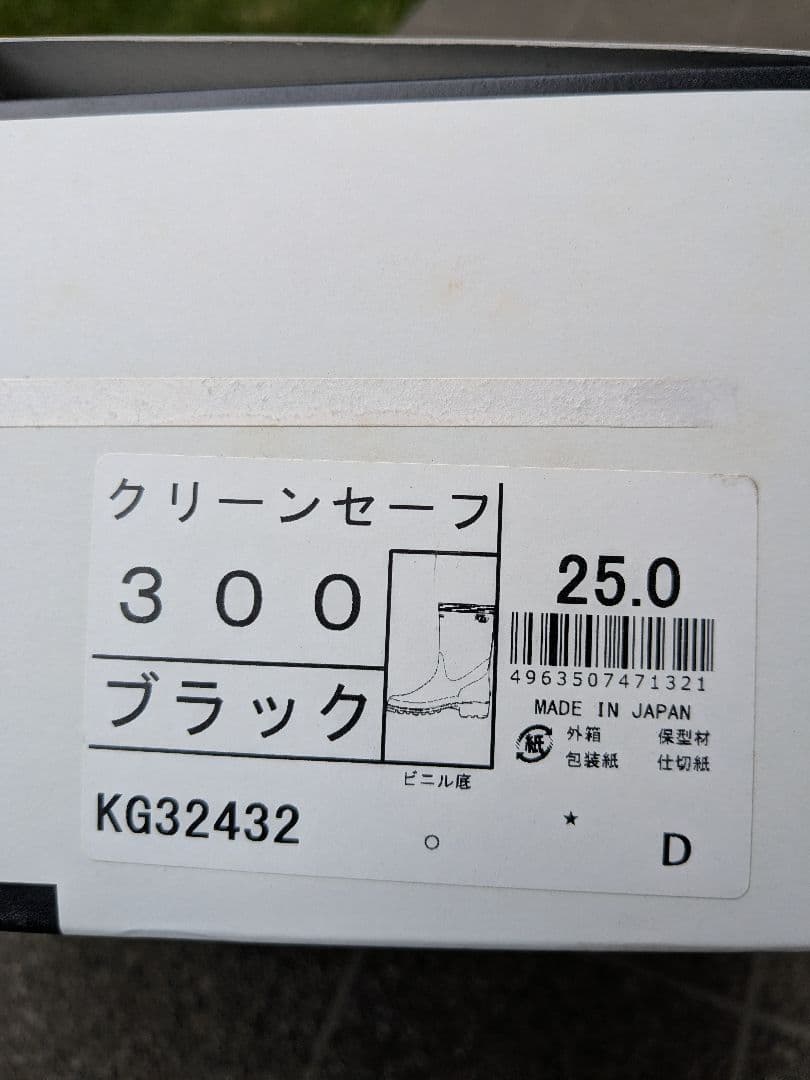 クリーンセーフ
３００
ブラック
25.0
4963507471321
MADE IN JAPAN
紙
外箱 保型材
包装紙 仕切紙
ビニル底
KG32432
○ ★ D